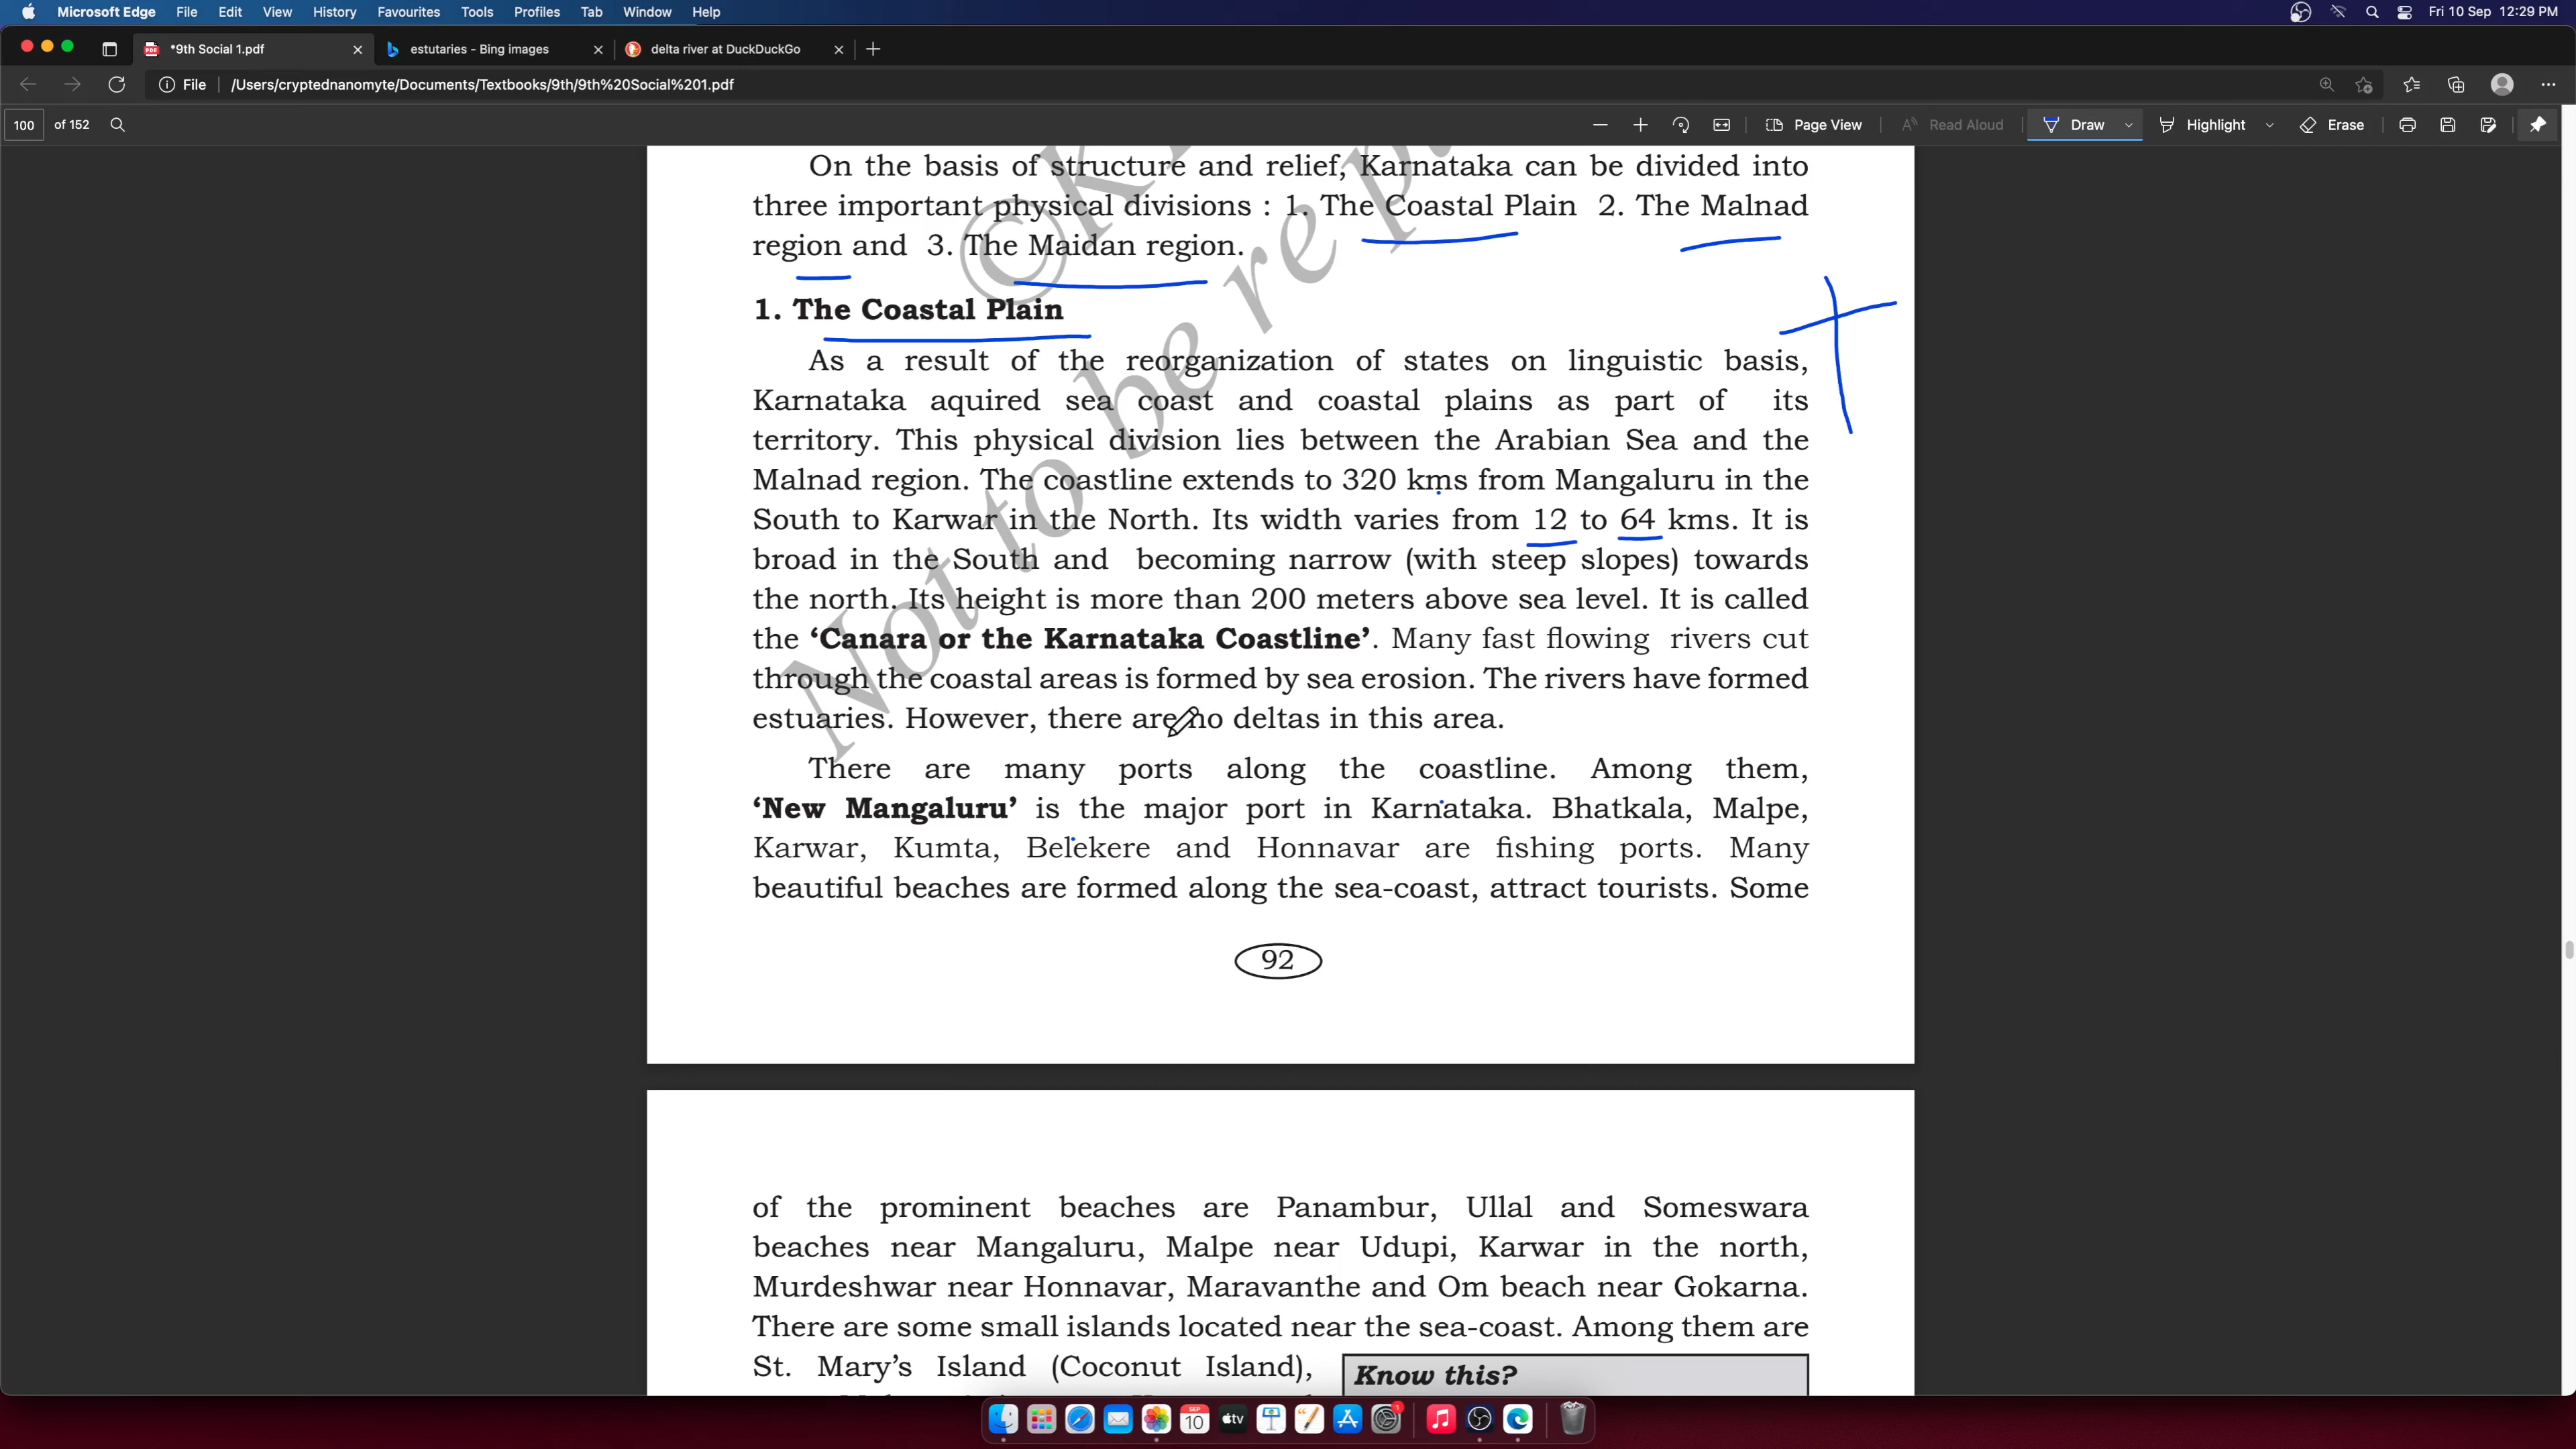 Microsoft Edge File Edit View History Favourites Tools Profiles Tab Window Help Fri 10 Sep 12:29 PM
*9th Social 1.pdf estutaries - Bing images delta river at DuckDuckGo
File /Users/cryptednanomyte/Documents/Textbooks/9th/9th%20Social%201.pdf
100 of 152 Page View Read Aloud Draw Highlight Erase
On the basis of structure and relief, Karnataka can be divided into
three important physical divisions : 1. The Coastal Plain 2. The Malnad
region and 3. The Maidan region.
1. The Coastal Plain
As a result of the reorganization of states on linguistic basis,
Karnataka aquired sea coast and coastal plains as part of its
territory. This physical division lies between the Arabian Sea and the
Malnad region. The coastline extends to 320 kms from Mangaluru in the
South to Karwar in the North. Its width varies from 12 to 64 kms. It is
broad in the South and becoming narrow (with steep slopes) towards
the north. Its height is more than 200 meters above sea level. It is called
the ‘Canara or the Karnataka Coastline’. Many fast flowing rivers cut
through the coastal areas is formed by sea erosion. The rivers have formed
estuaries. However, there are no deltas in this area.
There are many ports along the coastline. Among them,
‘New Mangaluru’ is the major port in Karnataka. Bhatkala, Malpe,
Karwar, Kumta, Belekere and Honnavar are fishing ports. Many
beautiful beaches are formed along the sea-coast, attract tourists. Some
©K
Not to be rep
92
of the prominent beaches are Panambur, Ullal and Someswara
beaches near Mangaluru, Malpe near Udupi, Karwar in the north,
Murdeshwar near Honnavar, Maravanthe and Om beach near Gokarna.
There are some small islands located near the sea-coast. Among them are
St. Mary’s Island (Coconut Island),
Know this?
SEP
10
tv
1